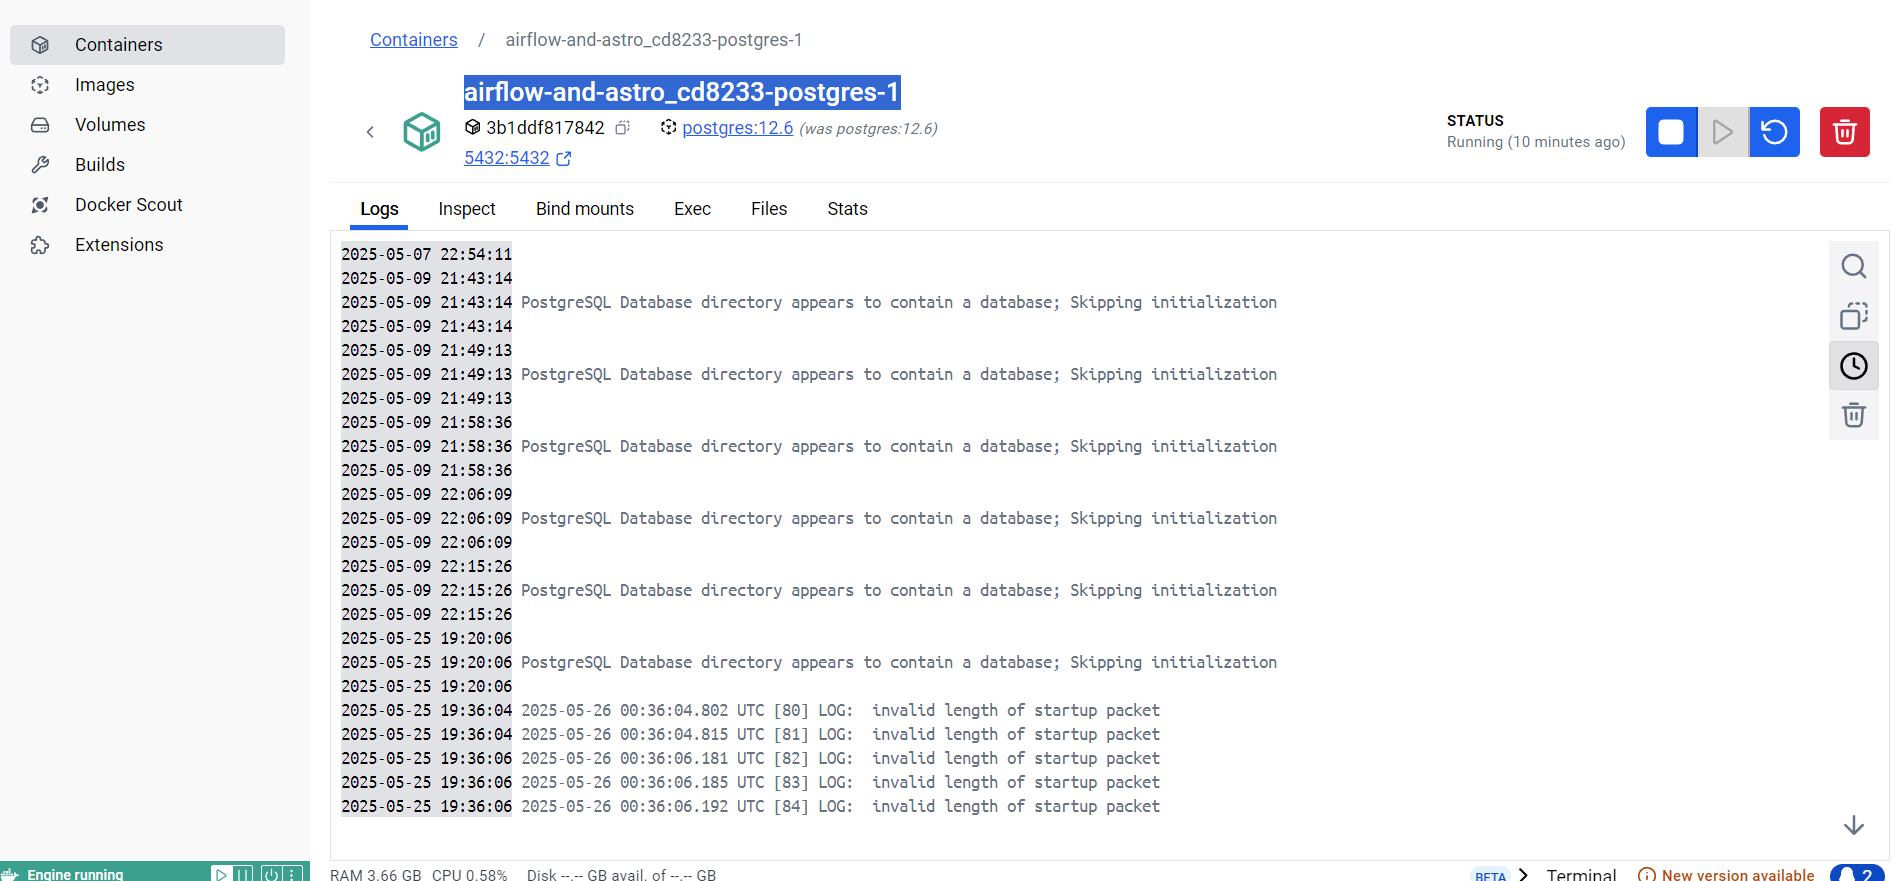 Containers
Images
Volumes
Builds
Docker Scout
Extensions
Containers / airflow-and-astro_cd8233-postgres-1
airflow-and-astro_cd8233-postgres-1
3b1ddf817842 postgres:12.6 (was postgres:12.6)
5432:5432
STATUS
Running (10 minutes ago)
Logs Inspect Bind mounts Exec Files Stats
2025-05-07 22:54:11
2025-05-09 21:43:14
2025-05-09 21:43:14 PostgreSQL Database directory appears to contain a database; Skipping initialization
2025-05-09 21:43:14
2025-05-09 21:49:13
2025-05-09 21:49:13 PostgreSQL Database directory appears to contain a database; Skipping initialization
2025-05-09 21:49:13
2025-05-09 21:58:36
2025-05-09 21:58:36 PostgreSQL Database directory appears to contain a database; Skipping initialization
2025-05-09 21:58:36
2025-05-09 22:06:09
2025-05-09 22:06:09 PostgreSQL Database directory appears to contain a database; Skipping initialization
2025-05-09 22:06:09
2025-05-09 22:15:26
2025-05-09 22:15:26 PostgreSQL Database directory appears to contain a database; Skipping initialization
2025-05-09 22:15:26
2025-05-25 19:20:06
2025-05-25 19:20:06 PostgreSQL Database directory appears to contain a database; Skipping initialization
2025-05-25 19:20:06
2025-05-25 19:36:04 2025-05-26 00:36:04.802 UTC [80] LOG:  invalid length of startup packet
2025-05-25 19:36:04 2025-05-26 00:36:04.815 UTC [81] LOG:  invalid length of startup packet
2025-05-25 19:36:06 2025-05-26 00:36:06.181 UTC [82] LOG:  invalid length of startup packet
2025-05-25 19:36:06 2025-05-26 00:36:06.185 UTC [83] LOG:  invalid length of startup packet
2025-05-25 19:36:06 2025-05-26 00:36:06.192 UTC [84] LOG:  invalid length of startup packet
Engine running RAM 3.66 GB CPU 0.58% Disk --.-- GB avail. of --.-- GB BETA Terminal New version available 2